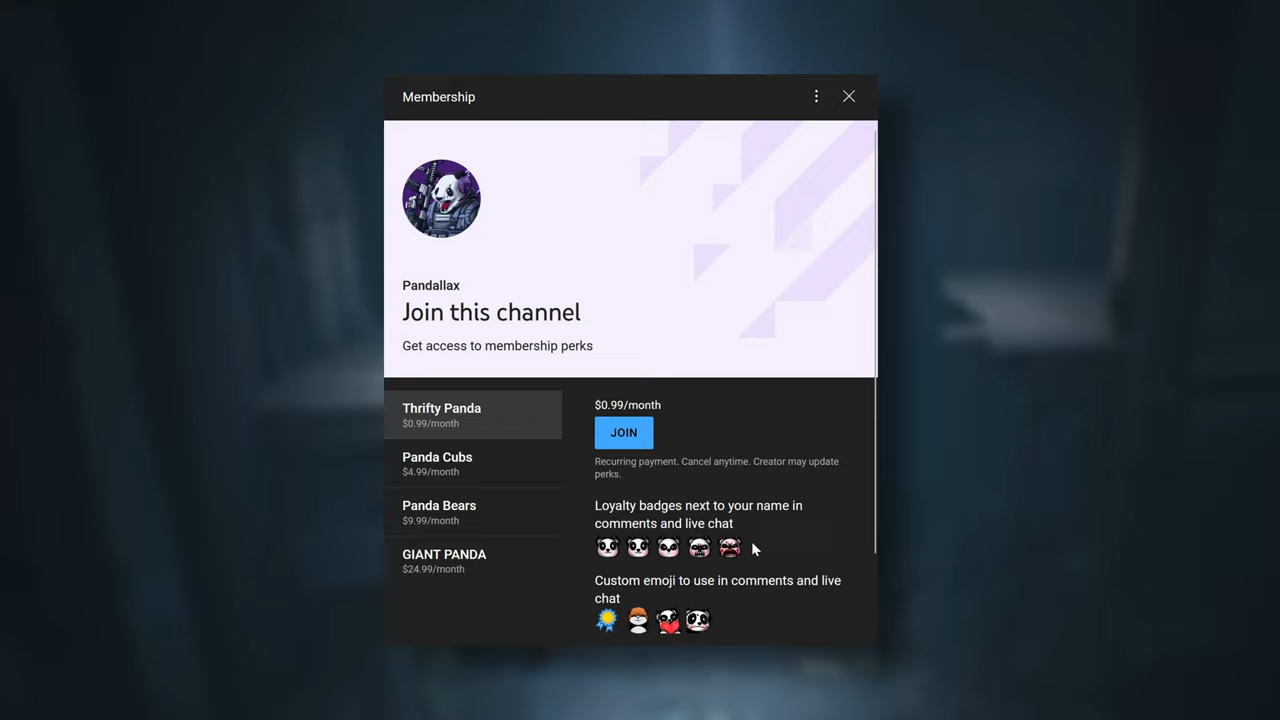 Membership
Pandallax
Join this channel
Get access to membership perks
Thrifty Panda
$0.99/month
Panda Cubs
$4.99/month
Panda Bears
$9.99/month
GIANT PANDA
$24.99/month
$0.99/month
JOIN
Recurring payment. Cancel anytime. Creator may update
perks.
Loyalty badges next to your name in
comments and live chat
Custom emoji to use in comments and live
chat